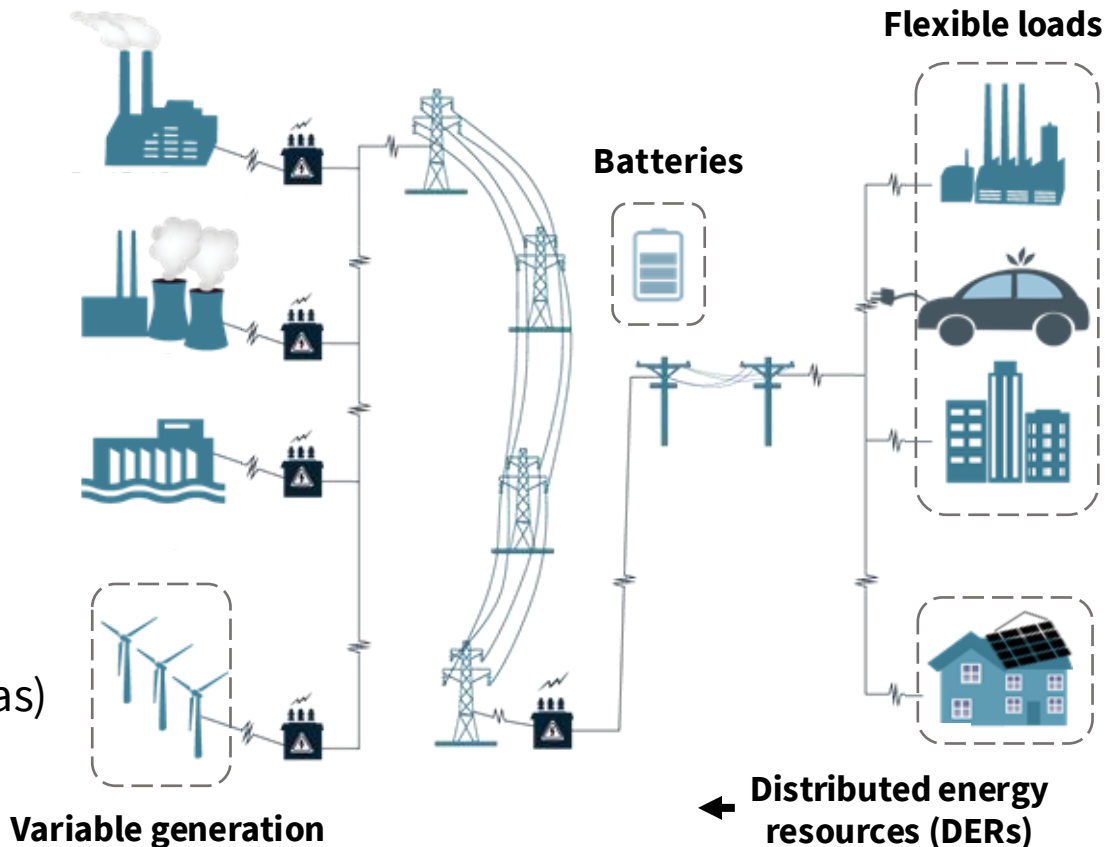 Flexible loads
Batteries
as)
Variable generation
Distributed energy
resources (DERs)